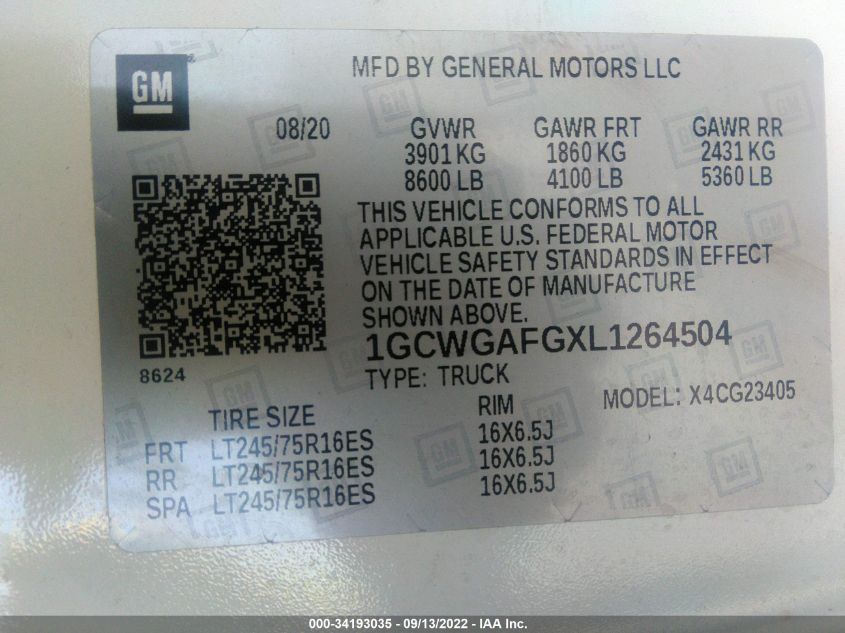 GM
MFD BY GENERAL MOTORS LLC
08/20 GVWR GAWR FRT GAWR RR
3901 KG 1860 KG 2431 KG
8600 LB 4100 LB 5360 LB
THIS VEHICLE CONFORMS TO ALL
APPLICABLE U.S. FEDERAL MOTOR
VEHICLE SAFETY STANDARDS IN EFFECT
ON THE DATE OF MANUFACTURE
SHOWN ABOVE.
1GCWGAFGXL1264504
8624
TYPE: TRUCK MODEL: X4CG23405
TIRE SIZE RIM
FRT LT245/75R16ES 16X6.5J
RR LT245/75R16ES 16X6.5J
SPA LT245/75R16ES 16X6.5J
000-34193035 - 09/13/2022 - IAA Inc.